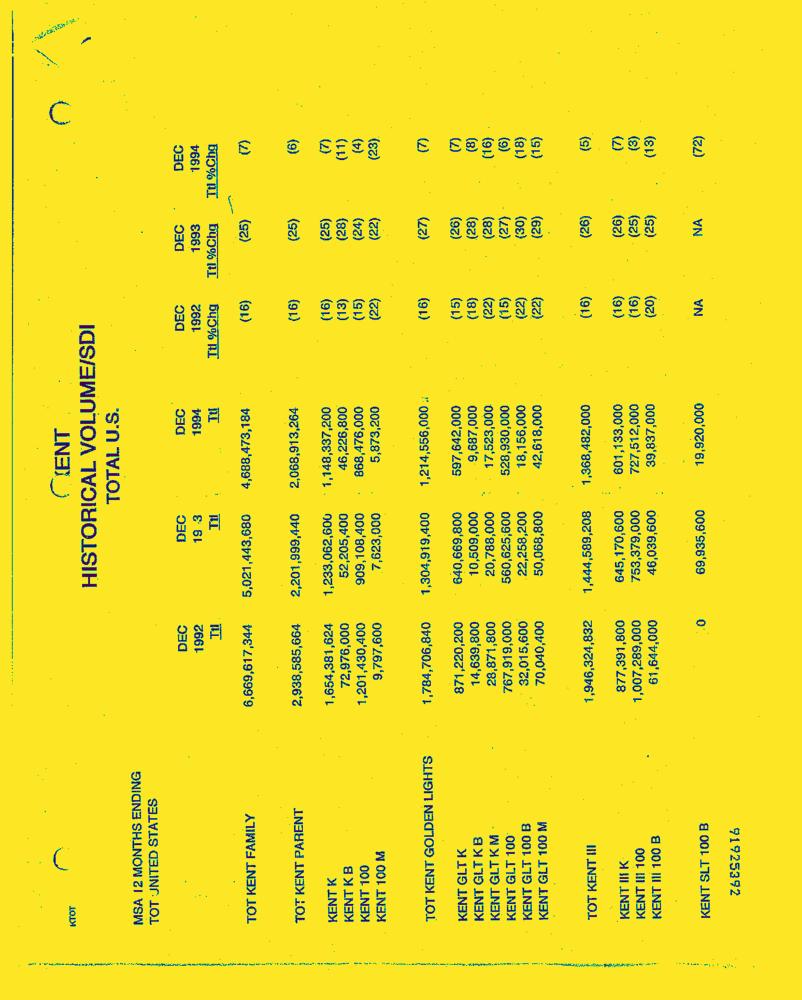 KTOT
(IENT
HISTORICAL VOLUME/SDI
TOTAL U.S.
MSA 12 MONTHS ENDING
TOT UNITED STATES
DEC DEC DEC DEC DEC DEC
1992 19 3 1994 1992 1993 1994
Ttl Ttl Ttl Ttl %Chg Ttl %Chg Ttl %Chg
TOT KENT FAMILY 6,669,617,344 5,021,443,680 4,688,473,184 (16) (25) (7)
TOT KENT PARENT 2,938,585,664 2,201,999,440 2,068,913,264 (16) (25) (6)
KENT K 1,654,381,624 1,233,062,600 1,148,337,200 (16) (25) (7)
KENT K B 72,976,000 52,205,400 46,226,800 (13) (28) (11)
KENT 100 1,201,430,400 909,108,400 868,476,000 (15) (24) (4)
KENT 100 M 9,797,600 7,623,000 5,873,200 (22) (22) (23)
TOT KENT GOLDEN LIGHTS 1,784,706,840 1,304,919,400 1,214,556,000 (16) (27) (7)
KENT GLT K 871,220,200 640,669,800 597,642,000 (15) (26) (7)
KENT GLT K B 14,639,800 10,509,000 9,687,000 (18) (28) (8)
KENT GLT K M 28,871,800 20,788,000 17,523,000 (22) (28) (16)
KENT GLT 100 767,919,000 560,625,600 528,930,000 (15) (27) (6)
KENT GLT 100 B 32,015,600 22,258,200 18,156,000 (22) (30) (18)
KENT GLT 100 M 70,040,400 50,068,800 42,618,000 (22) (29) (15)
TOT KENT III 1,946,324,832 1,444,589,208 1,368,482,000 (16) (26) (5)
KENT III K 877,391,800 645,170,600 601,133,000 (16) (26) (7)
KENT III 100 1,007,289,000 753,379,000 727,512,000 (16) (25) (3)
KENT III 100 B 61,644,000 46,039,600 39,837,000 (20) (25) (13)
KENT SLT 100 B 0 69,935,600 19,920,000 NA NA (72)
91925392